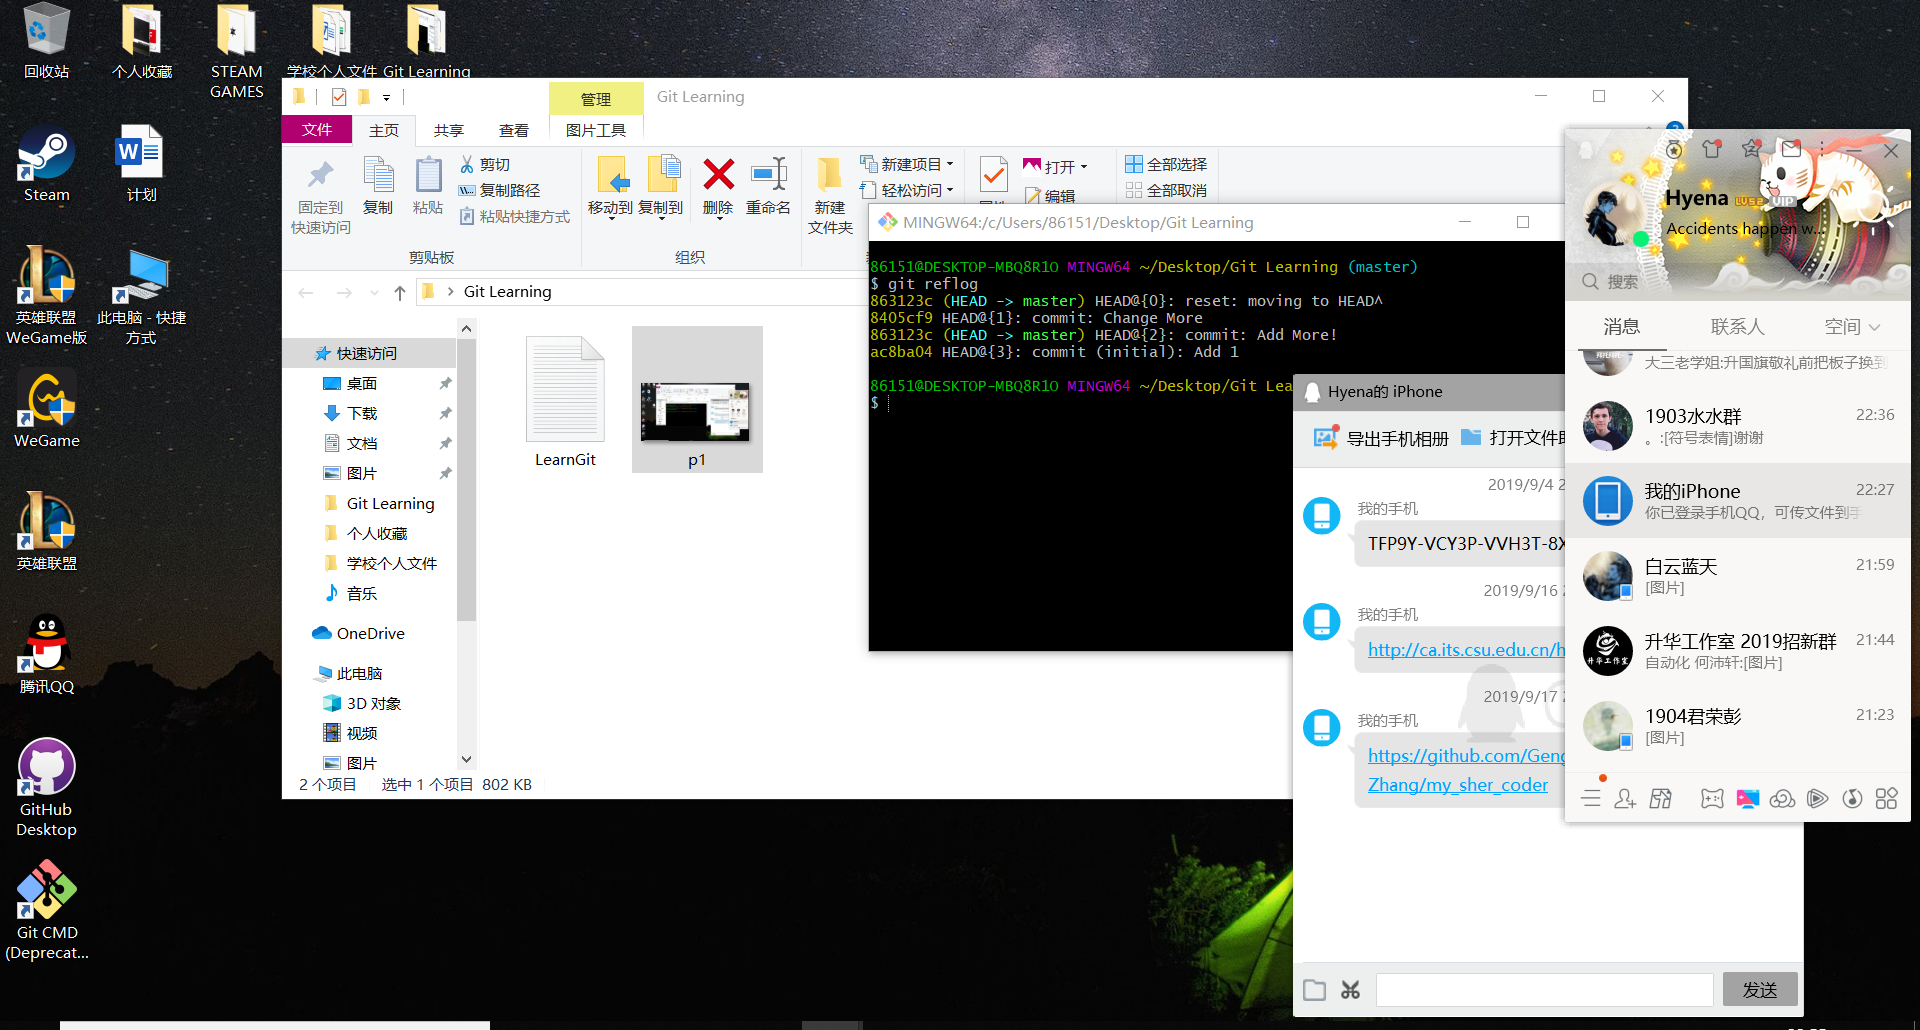 回收站
个人收藏
STEAM
GAMES
学校个人文件
Git Learning
Steam
计划
英雄联盟
WeGame版
此电脑 - 快捷
方式
WeGame
英雄联盟
腾讯QQ
GitHub
Desktop
Git CMD
(Deprecat...
管理
Git Learning
文件
主页
共享
查看
图片工具
固定到
快速访问
复制
粘贴
剪切
复制路径
粘贴快捷方式
剪贴板
移动到
复制到
删除
重命名
组织
新建
文件夹
新建项目
轻松访问
打开
编辑
全部选择
全部取消
Git Learning
快速访问
桌面
下载
文档
图片
Git Learning
个人收藏
学校个人文件
音乐
OneDrive
此电脑
3D 对象
视频
图片
LearnGit
p1
2 个项目
选中 1 个项目 802 KB
MINGW64:/c/Users/86151/Desktop/Git Learning
86151@DESKTOP-MBQ8R1O MINGW64 ~/Desktop/Git Learning (master)
$ git reflog
863123c (HEAD -> master) HEAD@{0}: reset: moving to HEAD^
8405cf9 HEAD@{1}: commit: Change More
863123c (HEAD -> master) HEAD@{2}: commit: Add More!
ac8ba04 HEAD@{3}: commit (initial): Add 1
86151@DESKTOP-MBQ8R1O MINGW64 ~/Desktop/Git Lea
$
Hyena的 iPhone
导出手机相册
打开文件助
2019/9/4 2
我的手机
TFP9Y-VCY3P-VVH3T-8X
2019/9/16
我的手机
http://ca.its.csu.edu.cn/h
2019/9/17
我的手机
https://github.com/Geng
Zhang/my_sher_coder
发送
Hyena
VIP
Accidents happen w...
搜索
消息
联系人
空间
大三老学姐:升国旗敬礼前把板子换到
1903水水群
22:36
。:[符号表情]谢谢
我的iPhone
22:27
你已登录手机QQ，可传文件到手
白云蓝天
21:59
[图片]
升华工作室 2019招新群
21:44
自动化 何沛轩:[图片]
升华工作室
1904君荣彭
21:23
[图片]